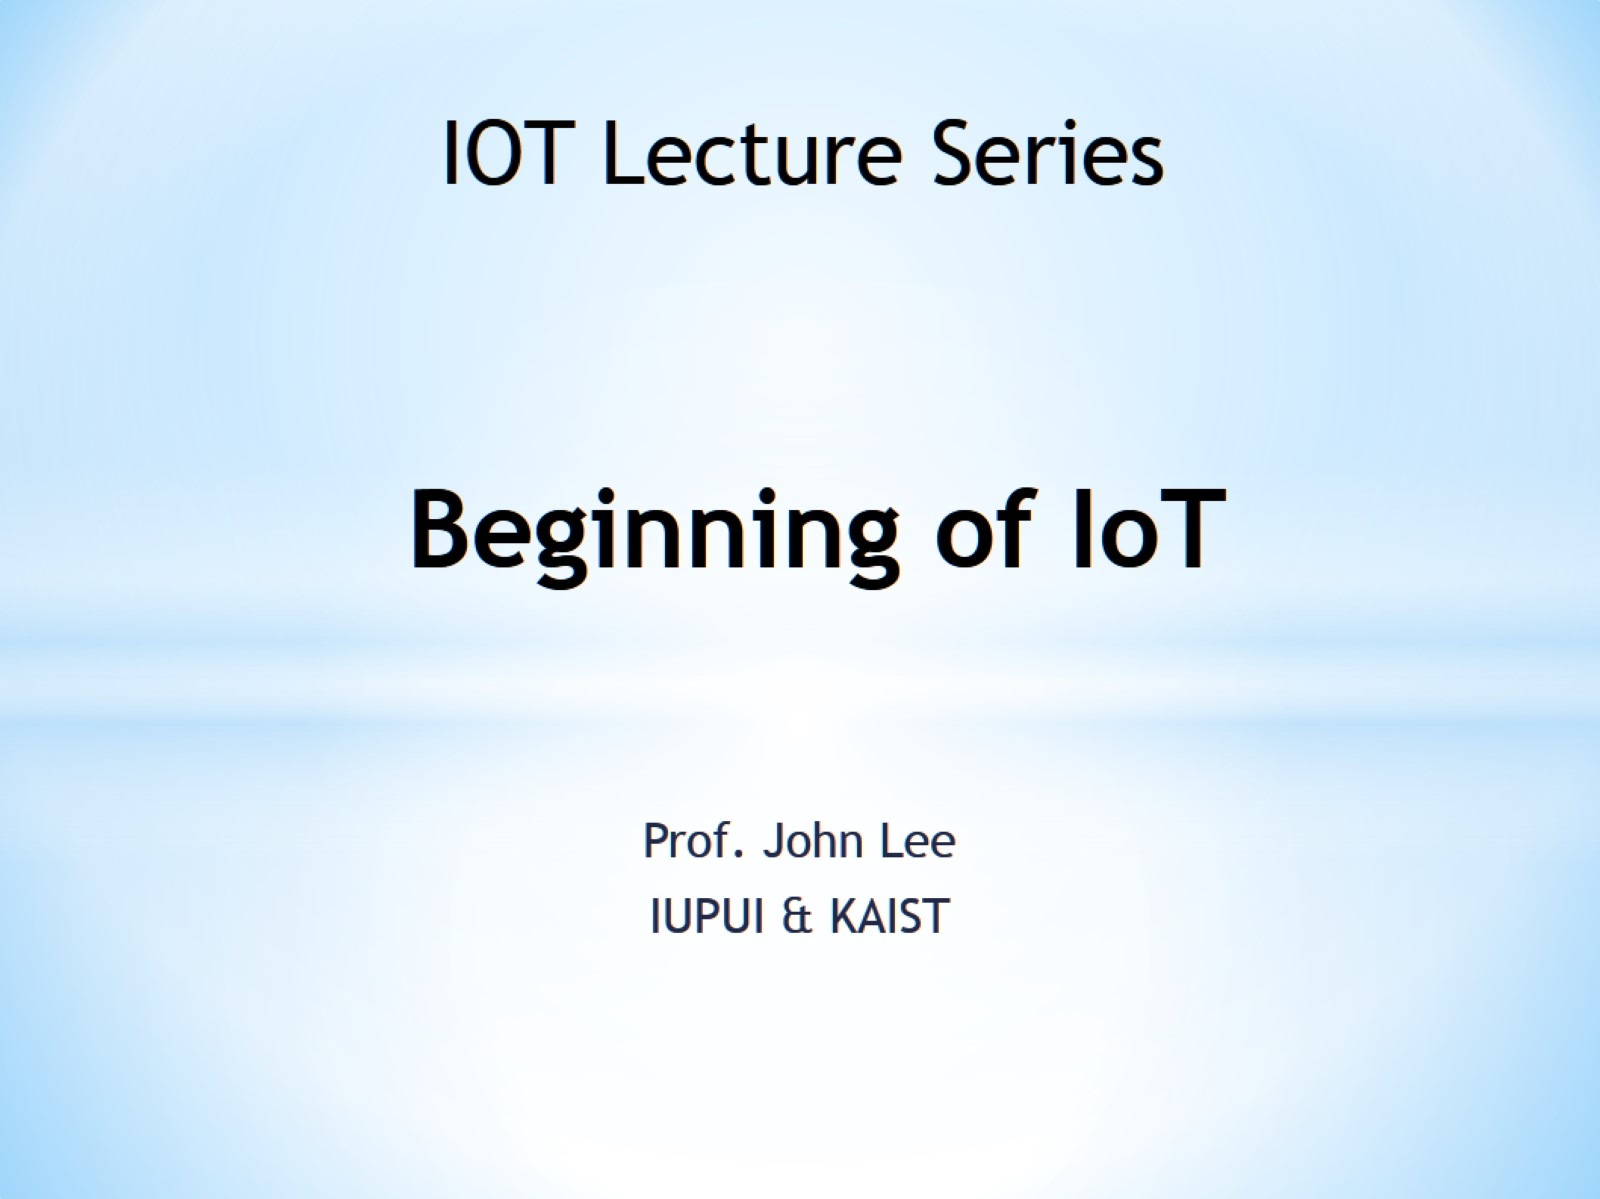 IOT Lecture Series
Beginning of IoT
Prof. John Lee
IUPUI & KAIST